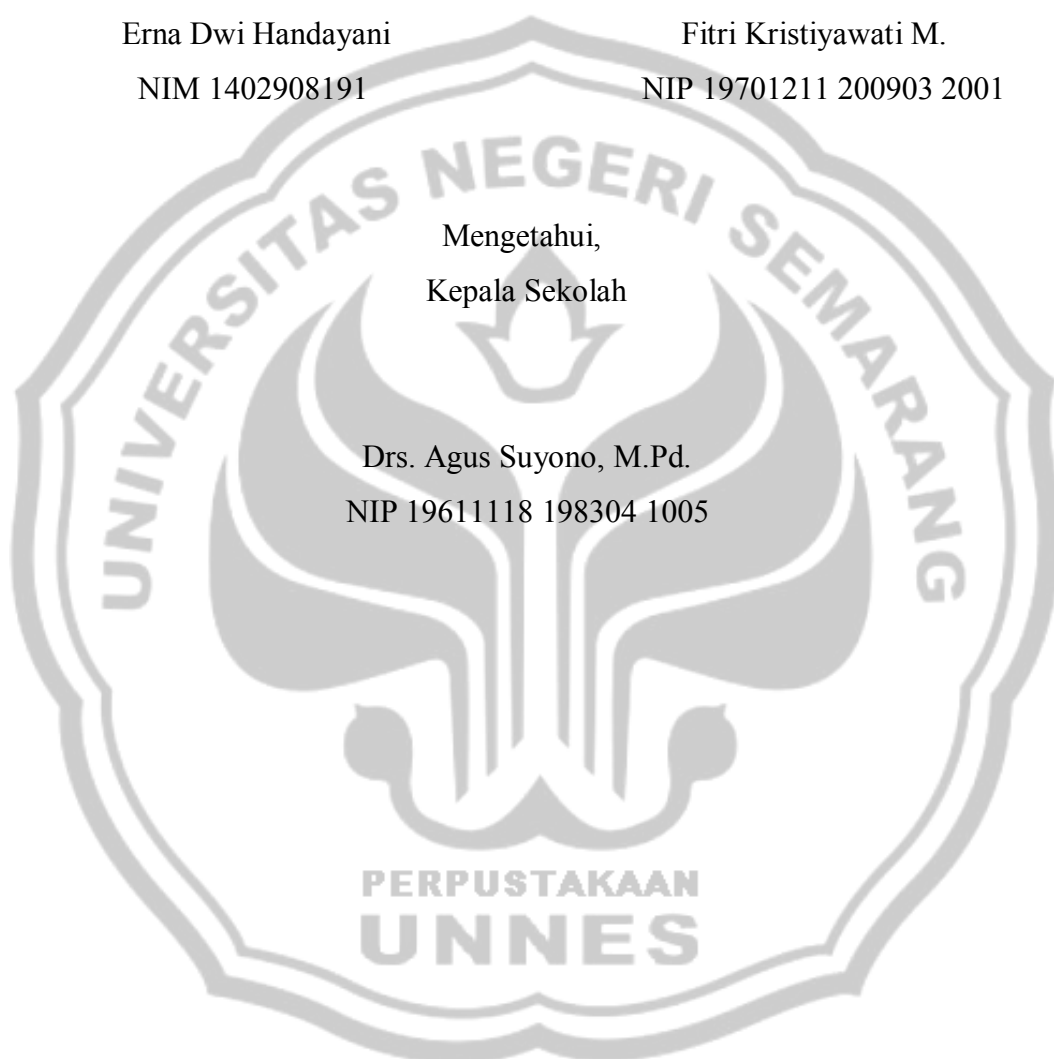 Erna Dwi Handayani Fitri Kristiyawati M.
NIM 1402908191 NIP 19701211 200903 2001
Mengetahui,
Kepala Sekolah
Drs. Agus Suyono, M.Pd.
NIP 19611118 198304 1005
UNIVERSITAS NEGERI SEMARANG
PERPUSTAKAAN
UNNES